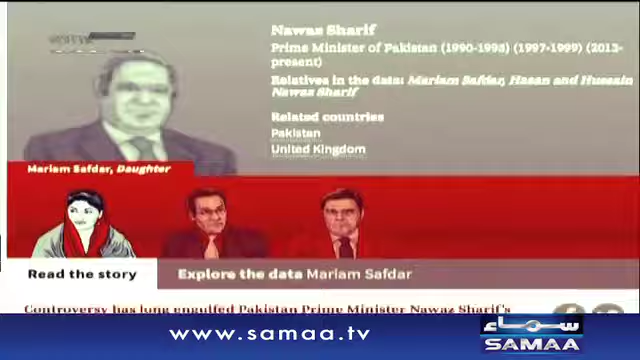 Nawaz Sharif
Prime Minister of Pakistan (1990-1993) (1997-1999) (2013-
present)
Relatives in the data: Mariam Safdar, Hasan and Hussain
Nawaz Sharif
Related countries
Pakistan
United Kingdom
Mariam Safdar, Daughter
Read the story
Explore the data Mariam Safdar
Controversy has long engulfed Pakistan Prime Minister Nawaz Sharif's
www.samaa.tv
سماء
SAMAA